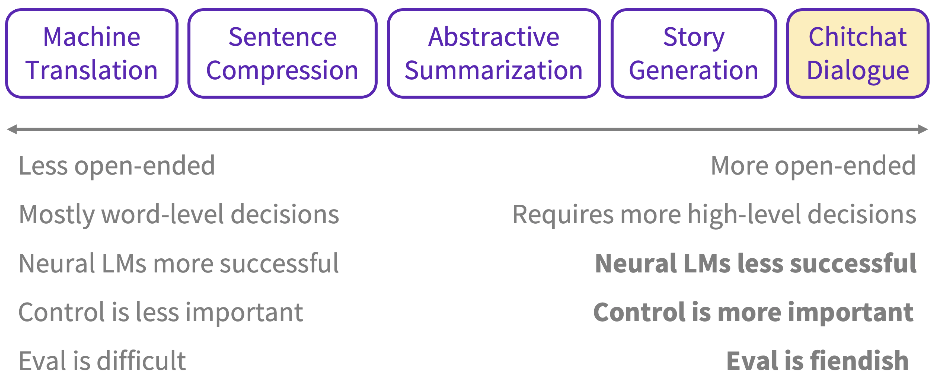 Machine
Translation
Sentence
Compression
Abstractive
Summarization
Story
Generation
Chitchat
Dialogue
Less open-ended
More open-ended
Mostly word-level decisions
Requires more high-level decisions
Neural LMs more successful
Neural LMs less successful
Control is less important
Control is more important
Eval is difficult
Eval is fiendish